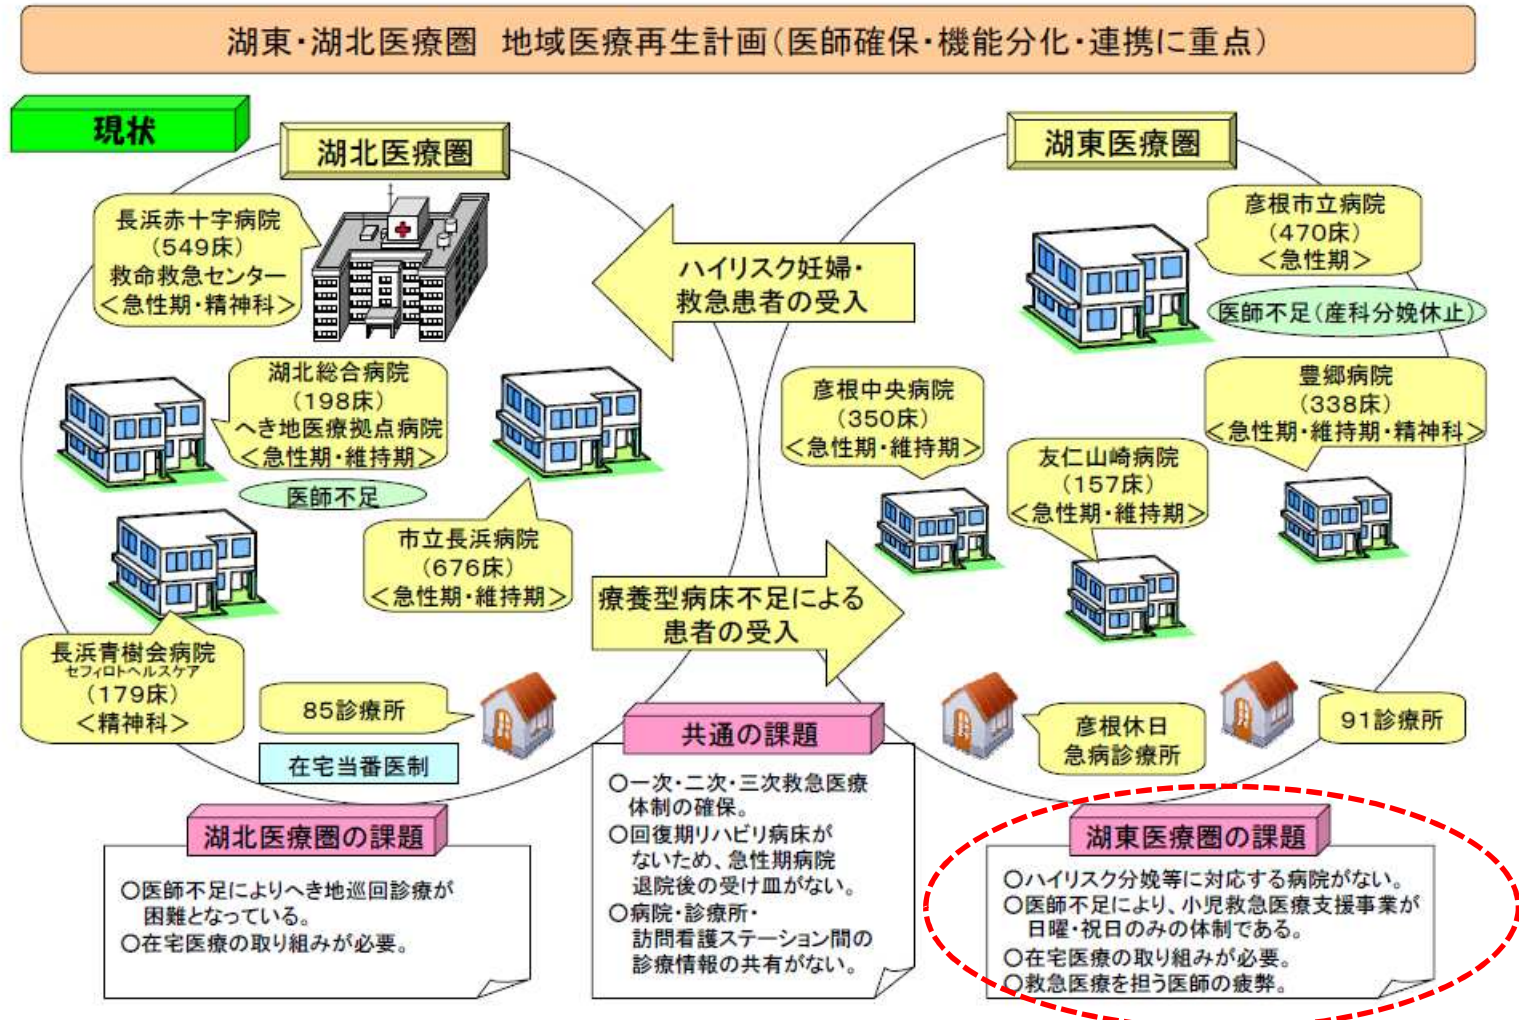 湖東・湖北医療圏　地域医療再生計画（医師確保・機能分化・連携に重点）
現状
湖北医療圏
湖東医療圏
長浜赤十字病院
（549床）
救命救急センター
＜急性期・精神科＞
ハイリスク妊婦・
救急患者の受入
彦根市立病院
（470床）
＜急性期＞
医師不足（産科分娩休止）
湖北総合病院
（198床）
へき地医療拠点病院
＜急性期・維持期＞
医師不足
彦根中央病院
（350床）
＜急性期・維持期＞
豊郷病院
（338床）
＜急性期・維持期・精神科＞
友仁山崎病院
（157床）
＜急性期・維持期＞
市立長浜病院
（676床）
＜急性期・維持期＞
療養型病床不足による
患者の受入
長浜青樹会病院
セフィロトヘルスケア
（179床）
＜精神科＞
85診療所
在宅当番医制
彦根休日
急病診療所
91診療所
湖北医療圏の課題
○医師不足によりへき地巡回診療が
困難となっている。
○在宅医療の取り組みが必要。
共通の課題
○一次・二次・三次救急医療
体制の確保。
○回復期リハビリ病床が
ないため、急性期病院
退院後の受け皿がない。
○病院・診療所・
訪問看護ステーション間の
診療情報の共有がない。
湖東医療圏の課題
○ハイリスク分娩等に対応する病院がない。
○医師不足により、小児救急医療支援事業が
日曜・祝日のみの体制である。
○在宅医療の取り組みが必要。
○救急医療を担う医師の疲弊。